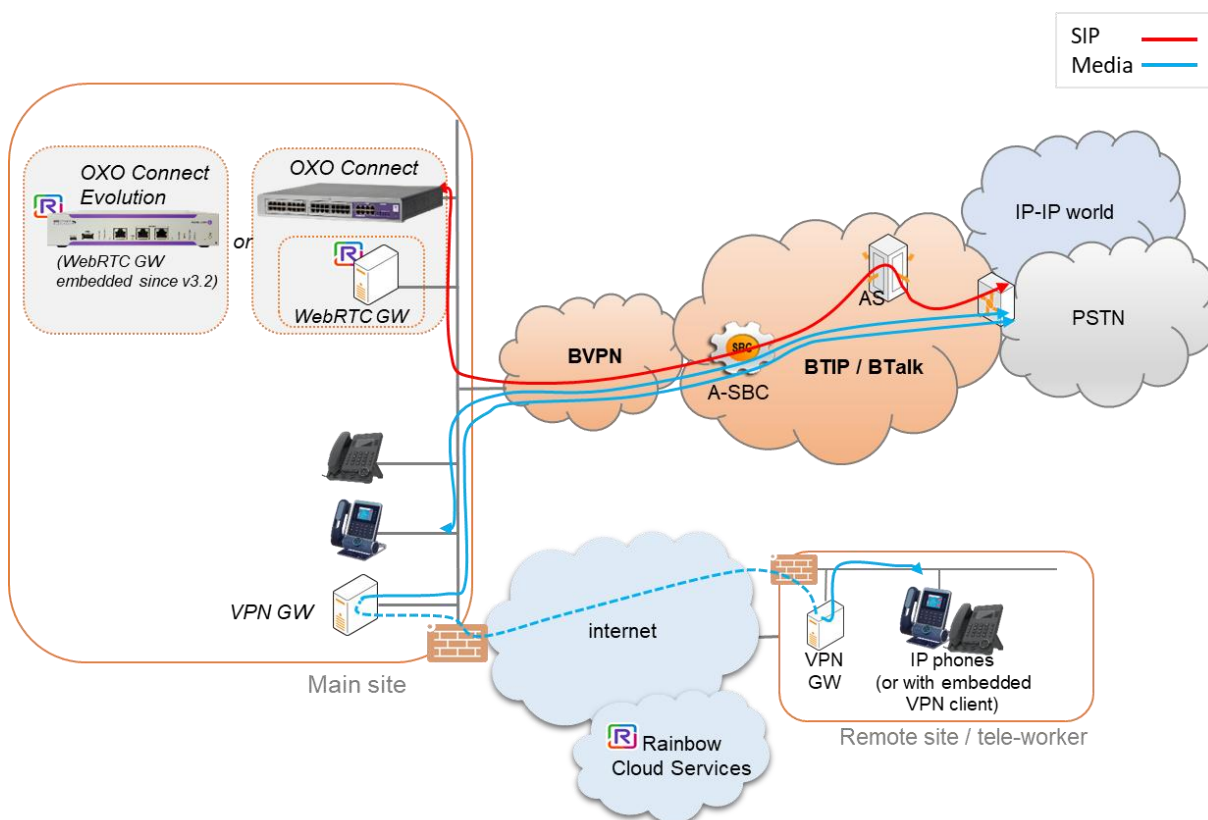 SIP
Media
OXO Connect
Evolution
(WebRTC GW
embedded since v3.2)
or
OXO Connect
WebRTC GW
IP-IP world
PSTN
AS
BVPN
SBC
A-SBC
BTIP / BTalk
VPN GW
Main site
internet
VPN
GW
IP phones
(or with embedded
VPN client)
Remote site / tele-worker
R
R
R
Rainbow
Cloud Services